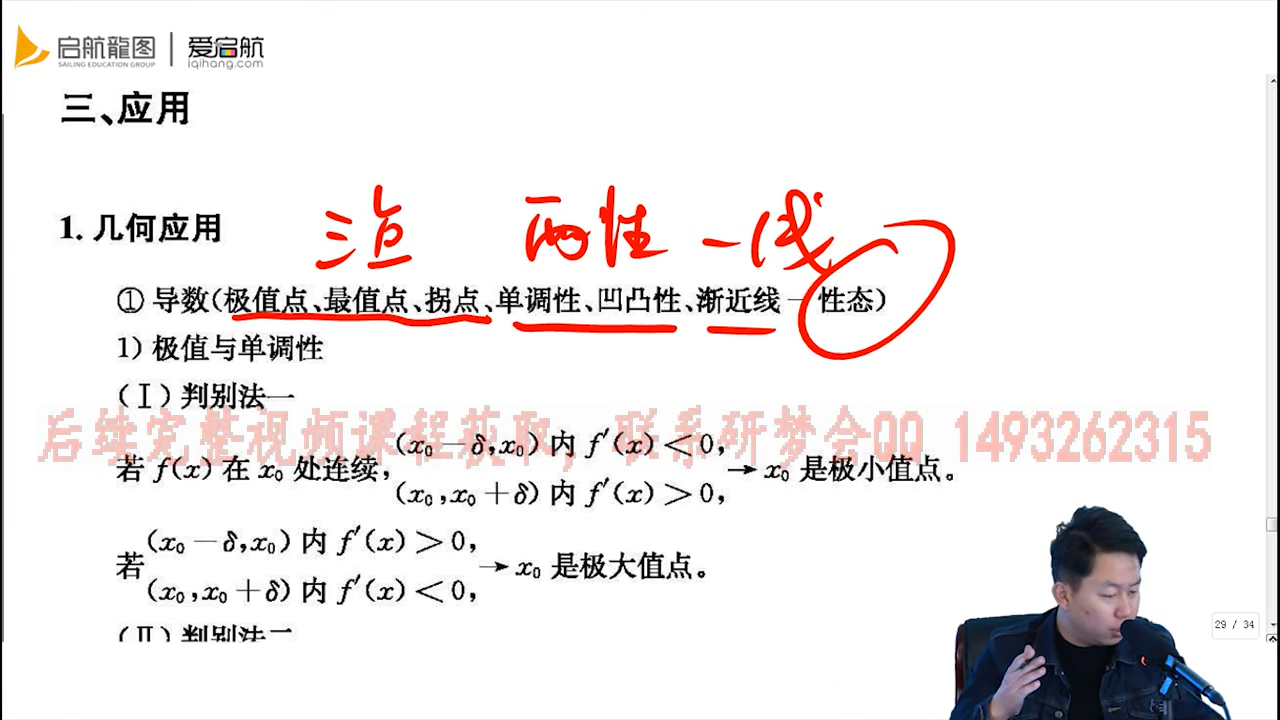 启航龍图 | 爱启航
SAILING EDUCATION GROUP iqihang.com
三、应用
三点 两性 一线
1. 几何应用
① 导数(极值点、最值点、拐点、单调性、凹凸性、渐近线—性态)
1) 极值与单调性
(Ⅰ) 判别法一
后续完整视频课程获取，联系研梦会QQ 1493262315
(x₀－δ,x₀) 内 f′(x)＜0,
若 f(x) 在 x₀ 处连续, → x₀ 是极小值点。
(x₀,x₀＋δ) 内 f′(x)＞0,
(x₀－δ,x₀) 内 f′(x)＞0,
若 → x₀ 是极大值点。
(x₀,x₀＋δ) 内 f′(x)＜0,
(Ⅱ) 判别法二
29 / 34